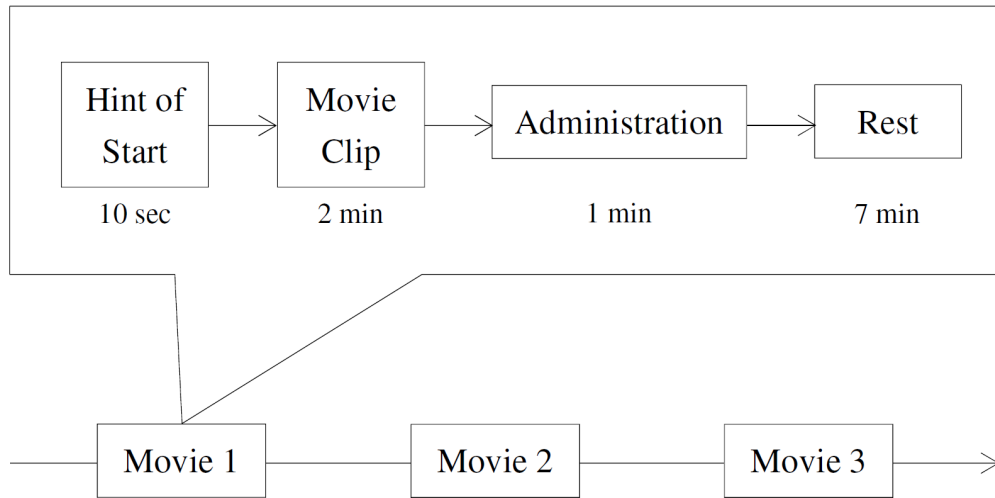 Hint of
Start
Movie
Clip
Administration
Rest
10 sec
2 min
1 min
7 min
Movie 1
Movie 2
Movie 3